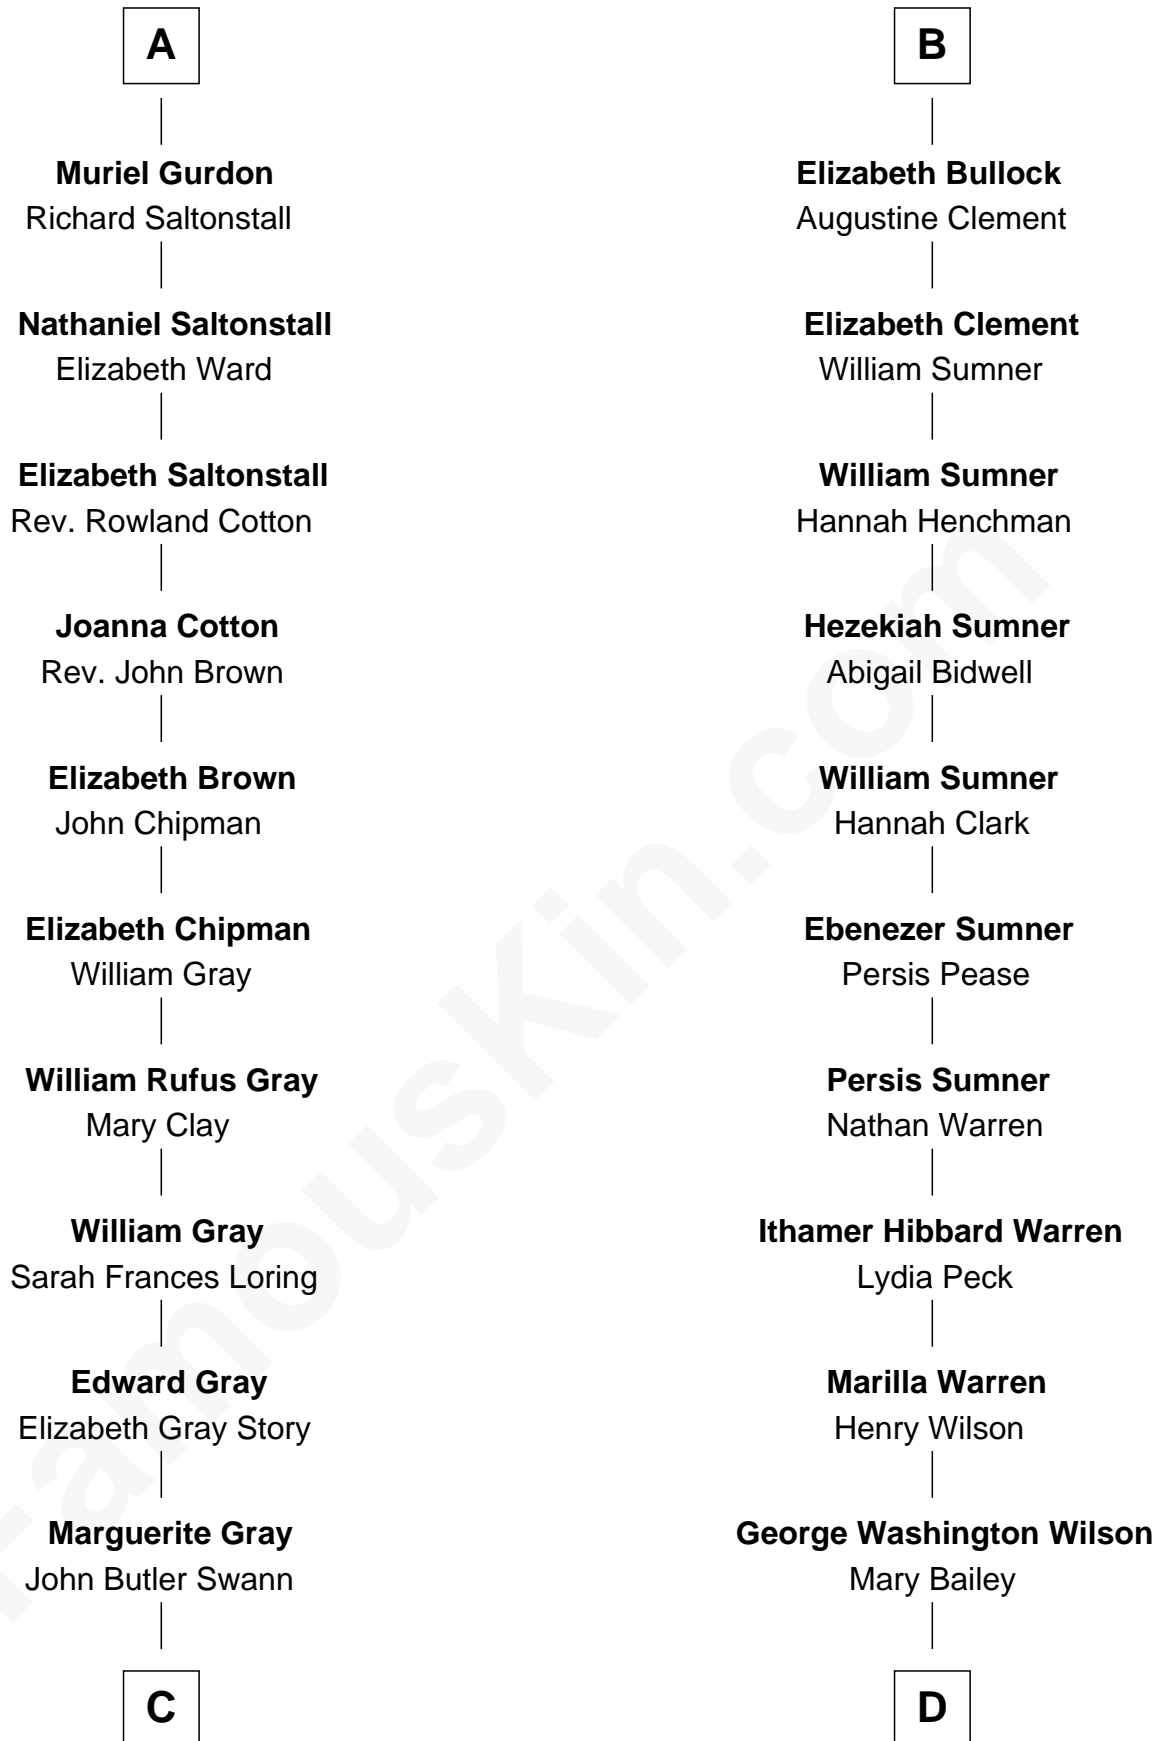 A
Muriel Gurdon
Richard Saltonstall
Nathaniel Saltonstall
Elizabeth Ward
Elizabeth Saltonstall
Rev. Rowland Cotton
Joanna Cotton
Rev. John Brown
Elizabeth Brown
John Chipman
Elizabeth Chipman
William Gray
William Rufus Gray
Mary Clay
William Gray
Sarah Frances Loring
Edward Gray
Elizabeth Gray Story
Marguerite Gray
John Butler Swann
C
B
Elizabeth Bullock
Augustine Clement
Elizabeth Clement
William Sumner
William Sumner
Hannah Henchman
Hezekiah Sumner
Abigail Bidwell
William Sumner
Hannah Clark
Ebenezer Sumner
Persis Pease
Persis Sumner
Nathan Warren
Ithamer Hibbard Warren
Lydia Peck
Marilla Warren
Henry Wilson
George Washington Wilson
Mary Bailey
D
FamousKin.com